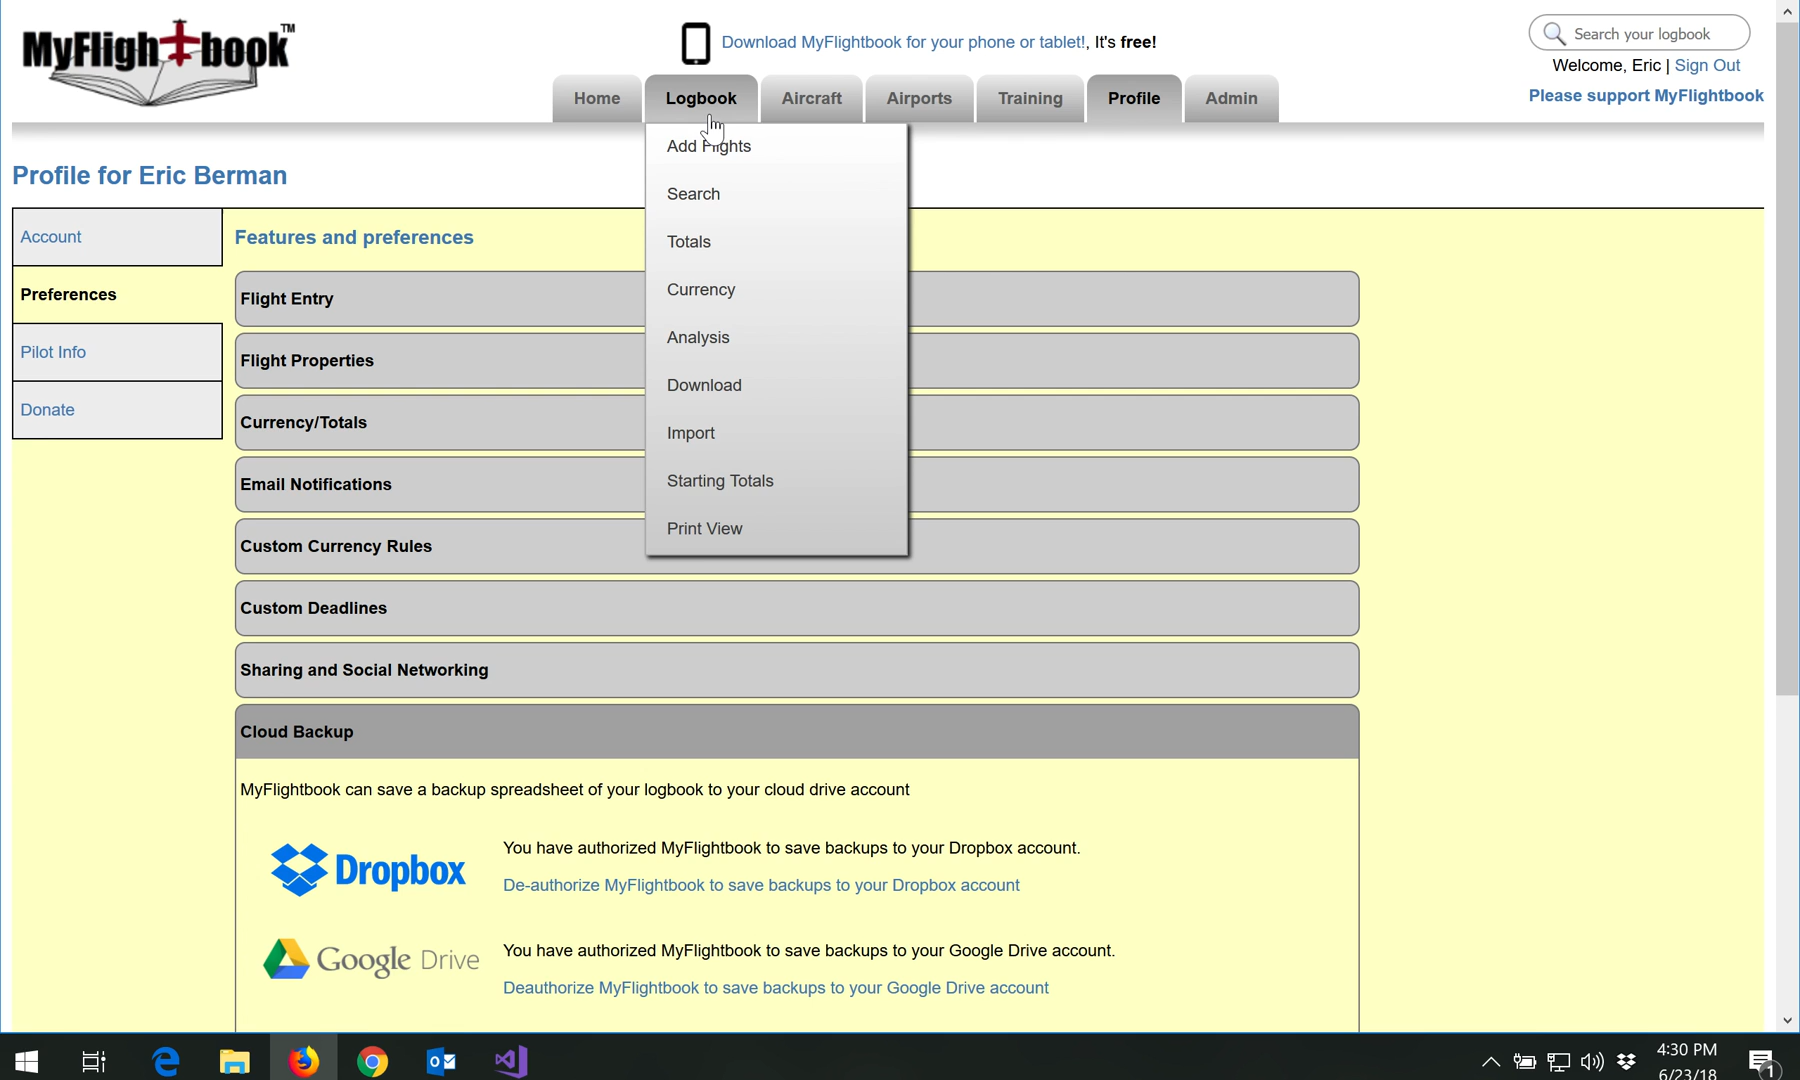 MyFlightbook™
Download MyFlightbook for your phone or tablet!, It's free!
Search your logbook
Welcome, Eric | Sign Out
Please support MyFlightbook
Home Logbook Aircraft Airports Training Profile Admin
Add Flights
Search
Totals
Currency
Analysis
Download
Import
Starting Totals
Print View
Profile for Eric Berman
Account
Preferences
Pilot Info
Donate
Features and preferences
Flight Entry
Flight Properties
Currency/Totals
Email Notifications
Custom Currency Rules
Custom Deadlines
Sharing and Social Networking
Cloud Backup
MyFlightbook can save a backup spreadsheet of your logbook to your cloud drive account
Dropbox
You have authorized MyFlightbook to save backups to your Dropbox account.
De-authorize MyFlightbook to save backups to your Dropbox account
Google Drive
You have authorized MyFlightbook to save backups to your Google Drive account.
Deauthorize MyFlightbook to save backups to your Google Drive account
4:30 PM
6/23/18
1